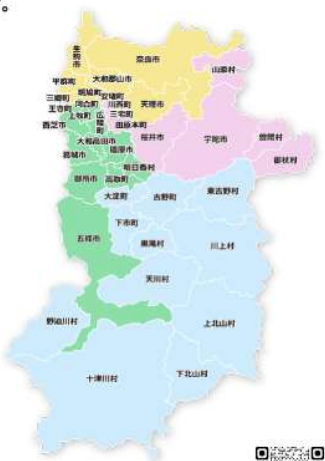 。
生駒市
奈良市
山添村
平群町
大和郡山市
斑鳩町
安堵町
三郷町
河合町
川西町
天理市
王寺町
上牧町
広陵町
三宅町
田原本町
香芝市
大和高田市
桜井市
宇陀市
曽爾村
葛城市
橿原市
御杖村
明日香村
御所市
高取町
大淀町
吉野町
東吉野村
下市町
五條市
黒滝村
川上村
天川村
野迫川村
上北山村
十津川村
下北山村